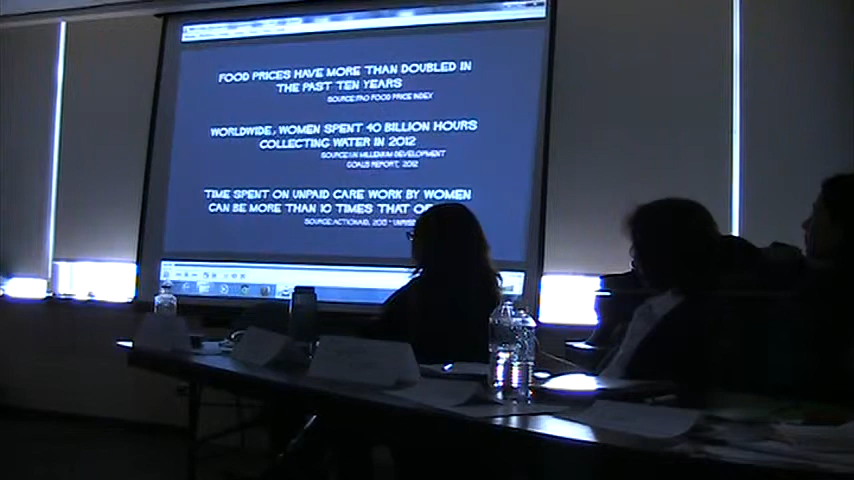 FOOD PRICES HAVE MORE THAN DOUBLED IN
THE PAST TEN YEARS
SOURCE: FAO FOOD PRICE INDEX
WORLDWIDE, WOMEN SPENT 40 BILLION HOURS
COLLECTING WATER IN 2012
SOURCE: UN MILLENIUM DEVELOPMENT
GOALS REPORT, 2012
TIME SPENT ON UNPAID CARE WORK BY WOMEN
CAN BE MORE THAN 10 TIMES THAT
SOURCE: ACTIONAID, 2013